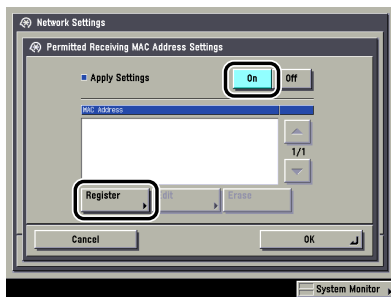 Network Settings
Permitted Receiving MAC Address Settings
Apply Settings On Off
MAC Address
1/1
Register dit Erase
Cancel OK
System Monitor